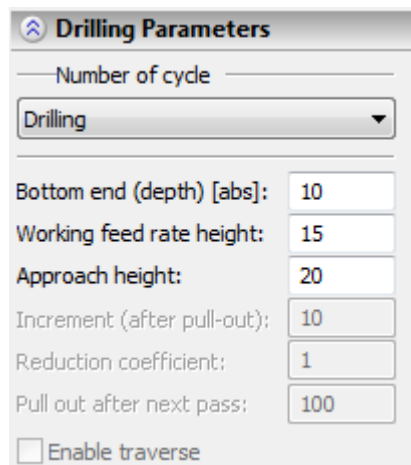 Drilling Parameters
Number of cycle
Drilling
Bottom end (depth) [abs]: 10
Working feed rate height: 15
Approach height: 20
Increment (after pull-out): 10
Reduction coefficient: 1
Pull out after next pass: 100
Enable traverse